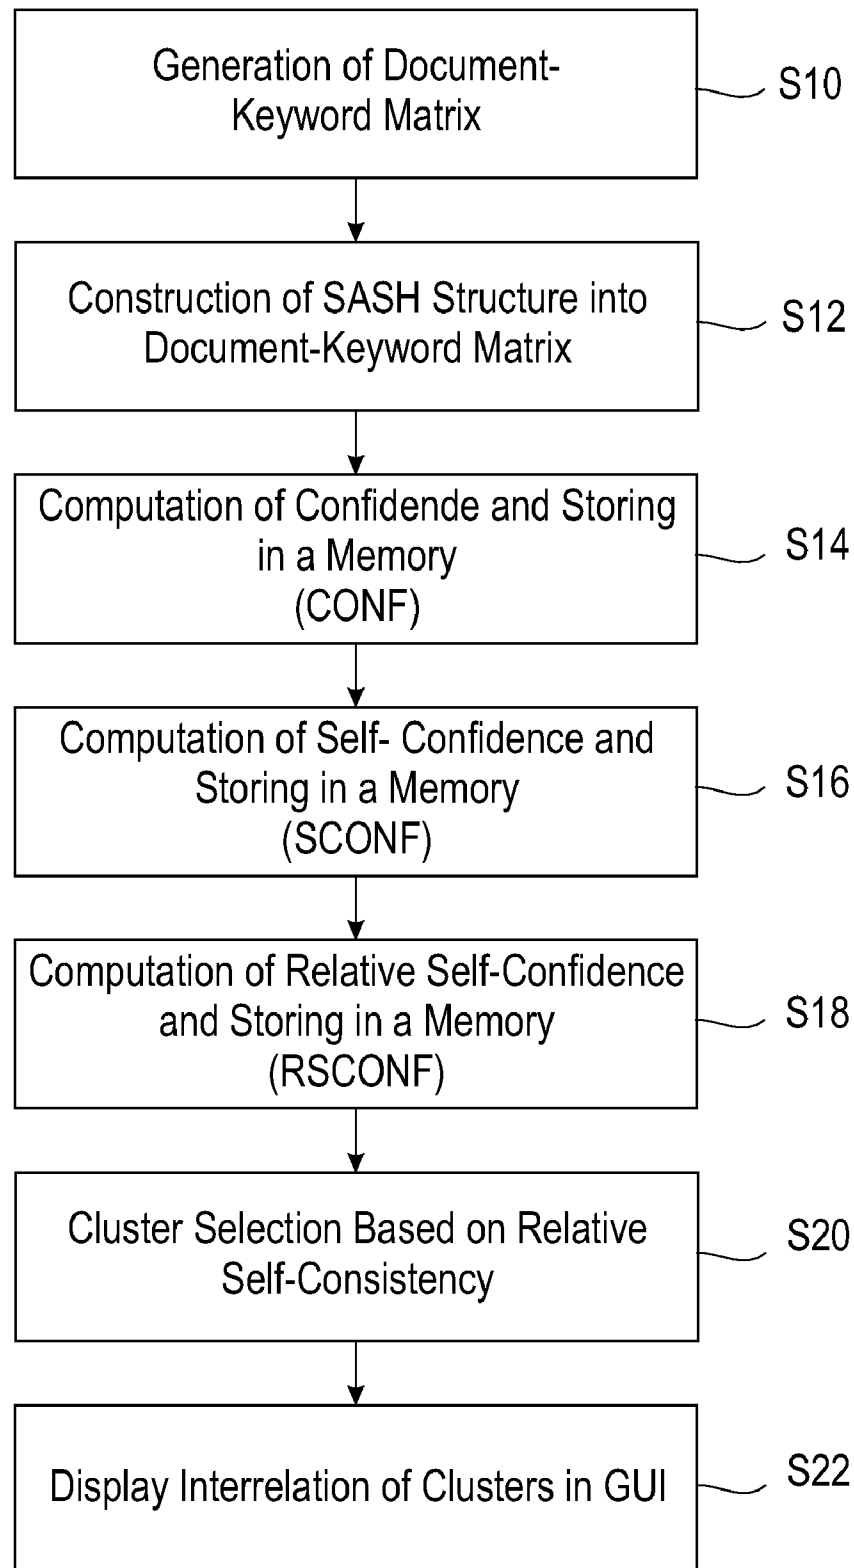 Generation of Document-
Keyword Matrix
S10
Construction of SASH Structure into
Document-Keyword Matrix
S12
Computation of Confidende and Storing
in a Memory
(CONF)
S14
Computation of Self- Confidence and
Storing in a Memory
(SCONF)
S16
Computation of Relative Self-Confidence
and Storing in a Memory
(RSCONF)
S18
Cluster Selection Based on Relative
Self-Consistency
S20
Display Interrelation of Clusters in GUI
S22